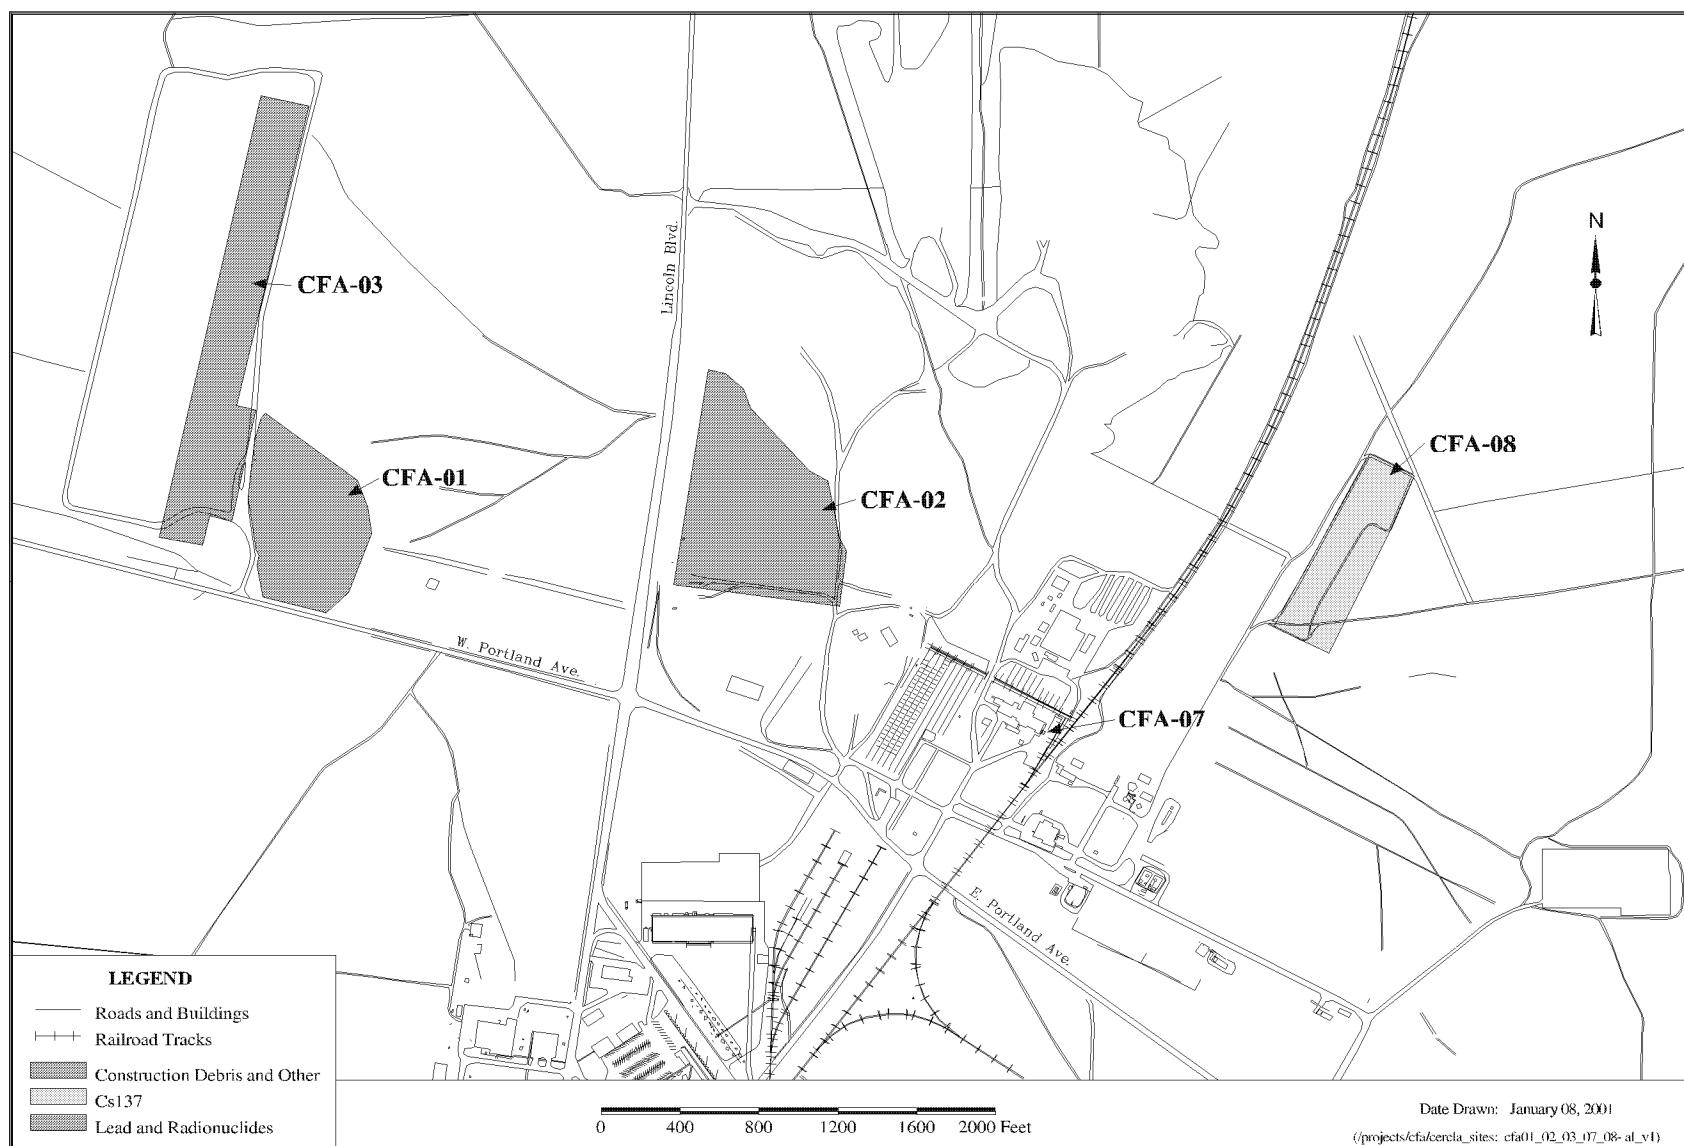 N
Lincoln Blvd.
CFA-03
CFA-01
CFA-02
CFA-08
W. Portland Ave.
CFA-07
E. Portland Ave.
LEGEND
Roads and Buildings
Railroad Tracks
Construction Debris and Other
Cs137
Lead and Radionuclides
0 400 800 1200 1600 2000 Feet
Date Drawn: January 08, 2001
(/projects/cfa/cercla_sites: cfa01_02_03_07_08-al_v1)